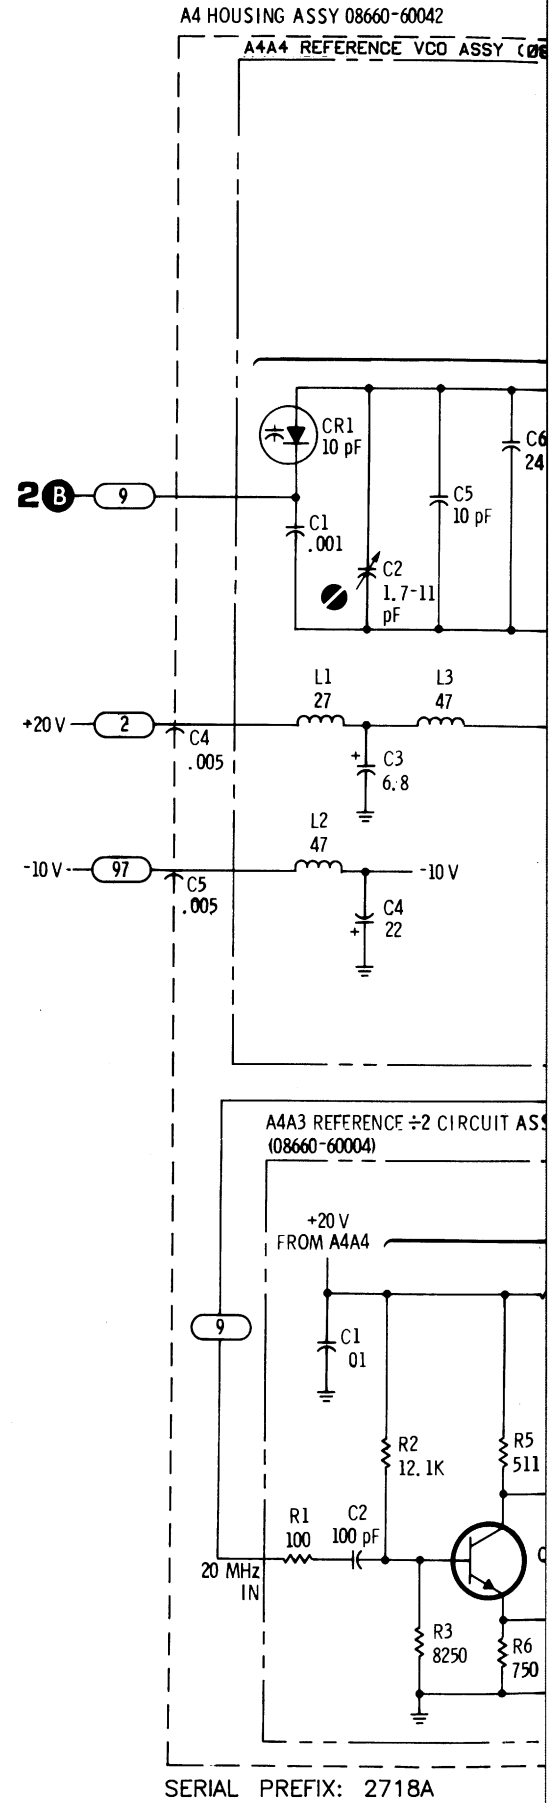 A4 HOUSING ASSY 08660-60042
A4A4 REFERENCE VCO ASSY (08
CR1
10 pF
C6
24
2 B
9
C5
10 pF
C1
.001
C2
1.7-11
pF
L1
27
L3
47
+20 V
2
C4
.005
+
C3
6.8
L2
47
-10 V
97
-10 V
C5
.005
C4
22
+
A4A3 REFERENCE ÷2 CIRCUIT ASS
(08660-60004)
+20 V
FROM A4A4
9
C1
01
R2
12.1K
R5
511
R1
100
C2
100 pF
20 MHz
IN
R3
8250
R6
750
SERIAL PREFIX: 2718A